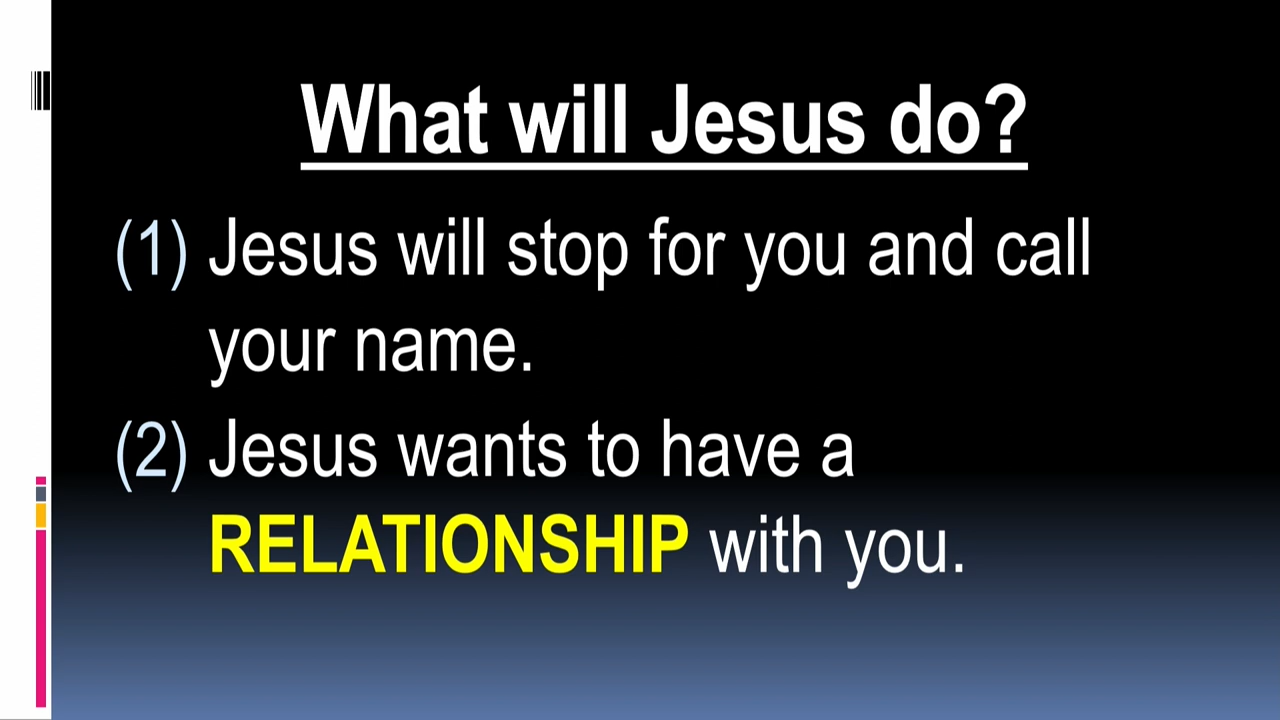 What will Jesus do?
(1) Jesus will stop for you and call
your name.
(2) Jesus wants to have a
RELATIONSHIP with you.